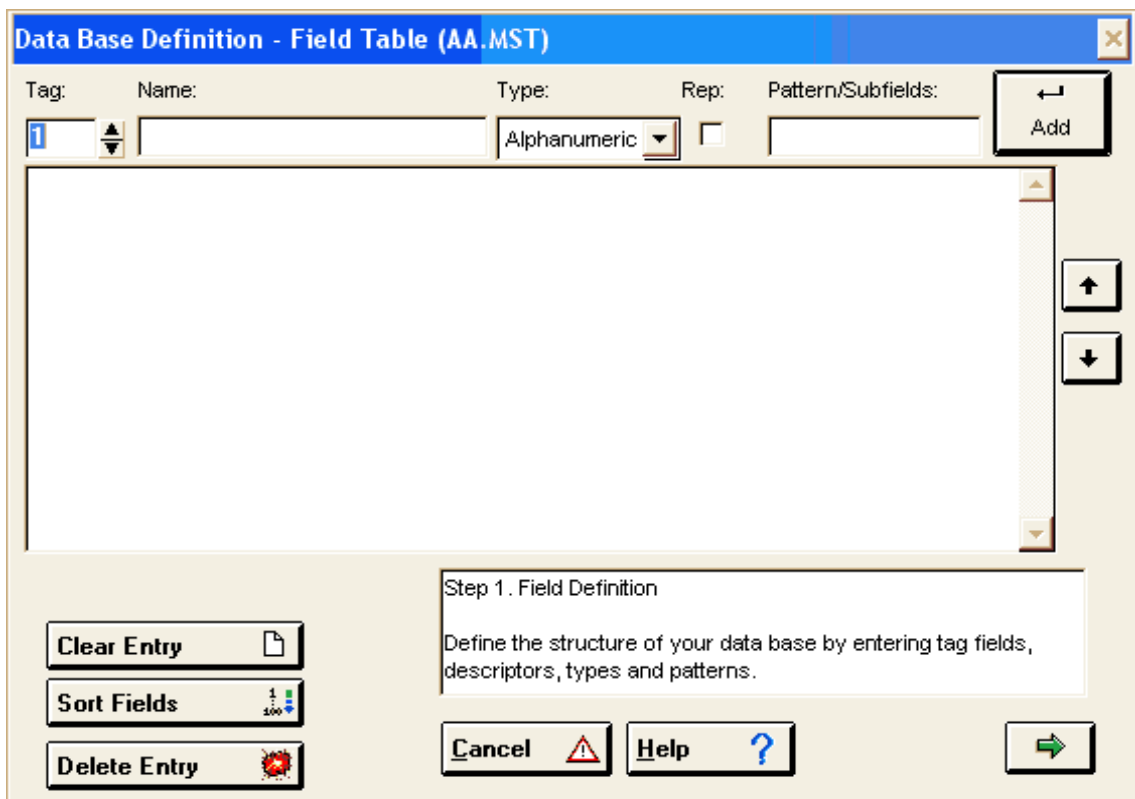 Data Base Definition - Field Table (AA.MST)
Tag: Name: Type: Rep: Pattern/Subfields:
1 Alphanumeric Add
Step 1. Field Definition
Define the structure of your data base by entering tag fields,
descriptors, types and patterns.
Clear Entry
Sort Fields 1 100
Delete Entry
Cancel Help ?